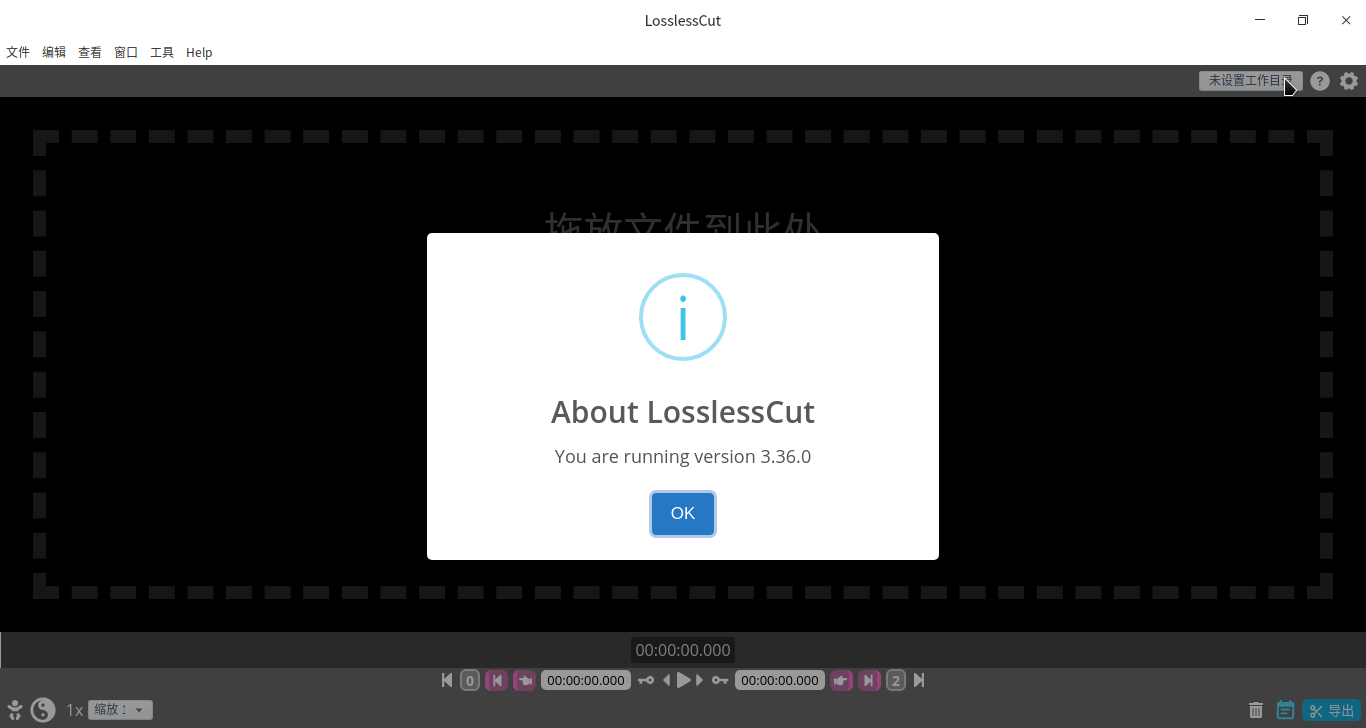 LosslessCut
文件 编辑 查看 窗口 工具 Help
未设置工作目录
拖放文件到此处
About LosslessCut
You are running version 3.36.0
OK
00:00:00.000
0 00:00:00.000 00:00:00.000 2
1x 缩放 导出